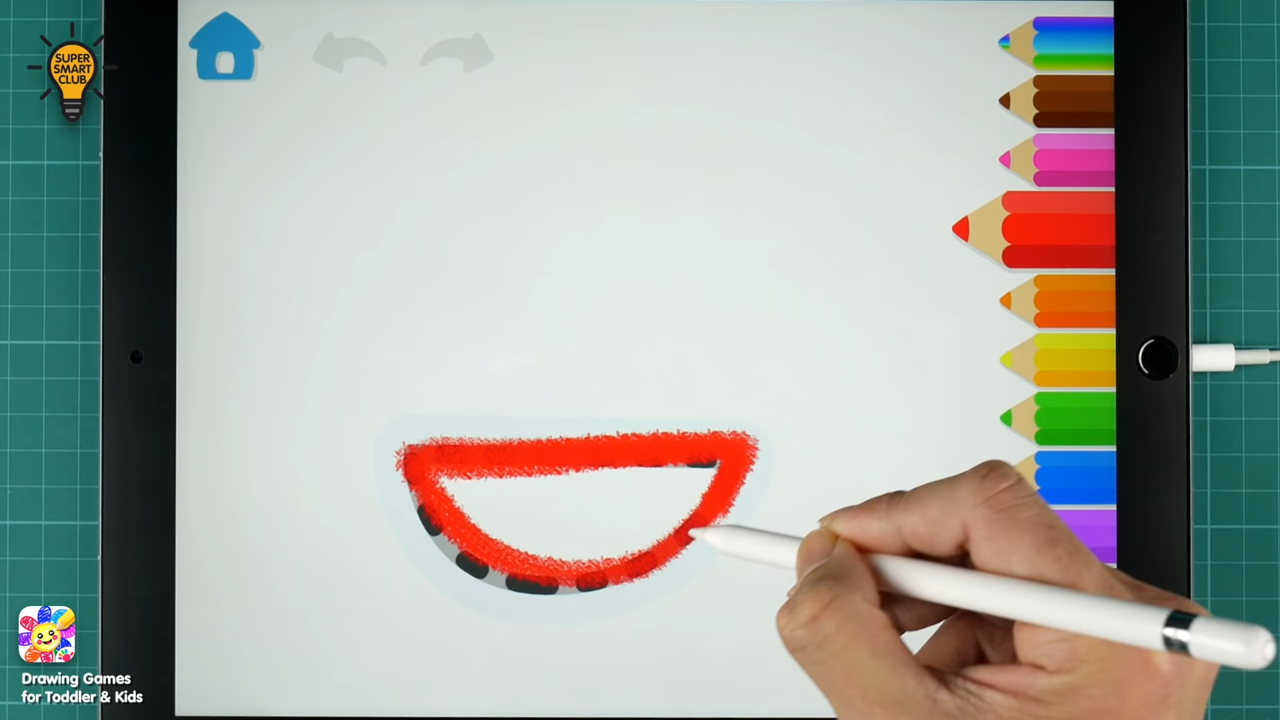 SUPER
SMART
CLUB
Drawing Games
for Toddler & Kids